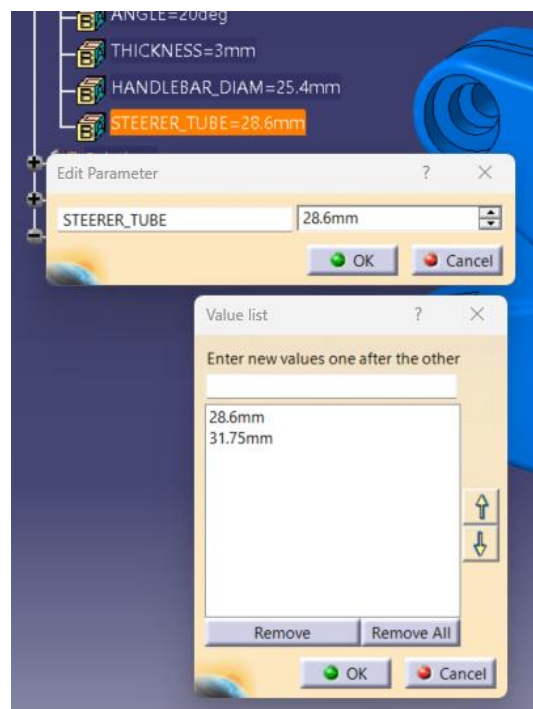 ANGLE=20deg
THICKNESS=3mm
HANDLEBAR_DIAM=25.4mm
STEERER_TUBE=28.6mm
Edit Parameter ? ×
STEERER_TUBE 28.6mm
OK Cancel
Value list ? ×
Enter new values one after the other
28.6mm
31.75mm
Remove Remove All
OK Cancel